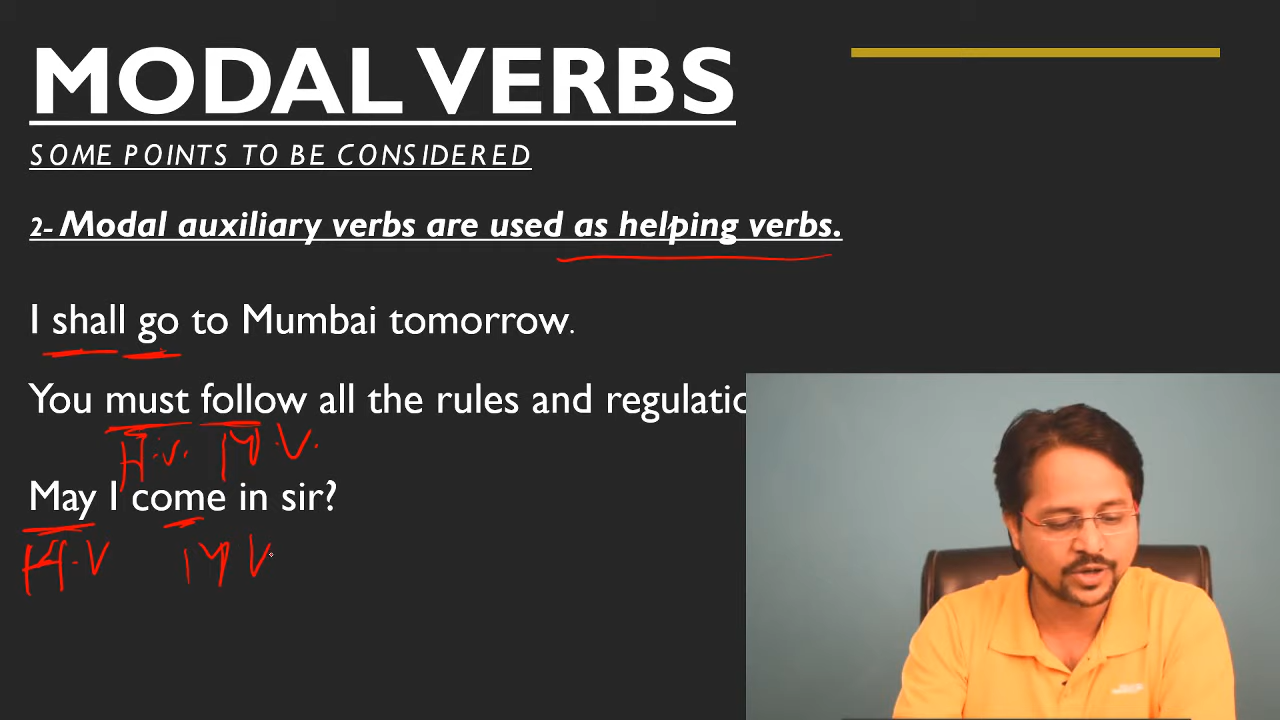 MODAL VERBS
SOME POINTS TO BE CONSIDERED
2- Modal auxiliary verbs are used as helping verbs.
I shall go to Mumbai tomorrow.
You must follow all the rules and
H.V. M.V.
May I come in sir?
H.V M V